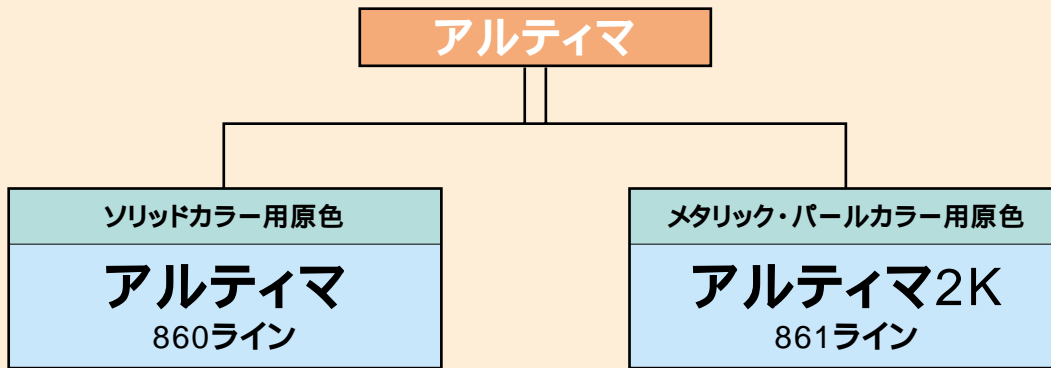 アルティマ
ソリッドカラー用原色
アルティマ
860ライン
メタリック・パールカラー用原色
アルティマ2K
861ライン